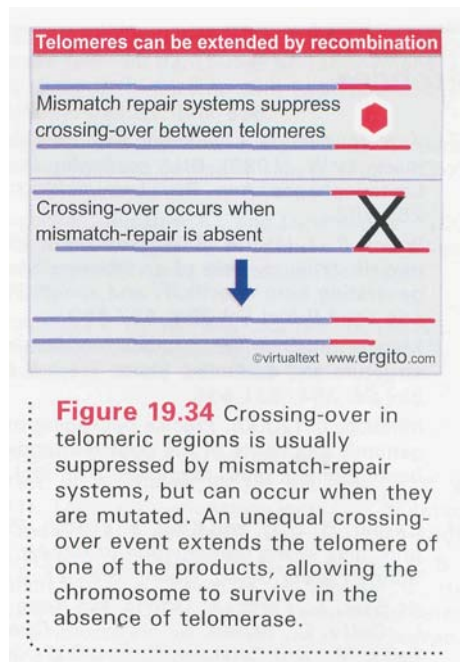 Telomeres can be extended by recombination
Mismatch repair systems suppress
crossing-over between telomeres
Crossing-over occurs when
mismatch-repair is absent
©virtualtext www.ergito.com
Figure 19.34 Crossing-over in
telomeric regions is usually
suppressed by mismatch-repair
systems, but can occur when they
are mutated. An unequal crossing-
over event extends the telomere of
one of the products, allowing the
chromosome to survive in the
absence of telomerase.